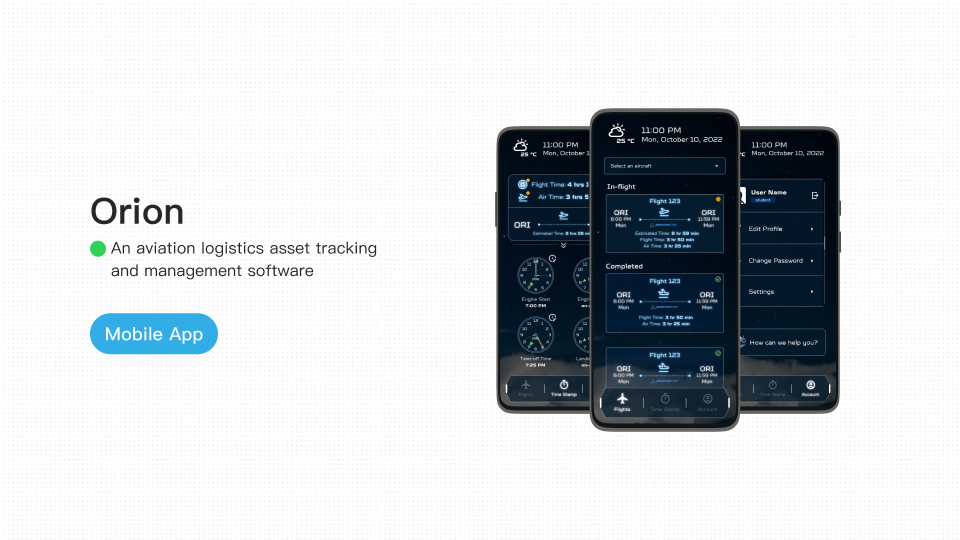 Orion
An aviation logistics asset tracking
and management software
Mobile App
11:00 PM
25 °C
Mon, October
Flight Time: 4 hrs
Air Time: 3 hrs
ORI
Estimated Time: 8 hrs
Engine Start
7:00 PM
Take-off Time
7:25 PM
Flights
Time Stamp
11:00 PM
25 °C
Mon, October 10, 2022
Select an aircraft
In-flight
Flight 123
ORI ORI
6:00 PM 11:59 PM
Mon Mon
Estimated Time: 8 hr 59 min
Flight Time: 3 hr 50 min
Air Time: 3 hr 25 min
Completed
Flight 123
ORI ORI
6:00 PM 11:59 PM
Mon Mon
Flight Time: 3 hr 50 min
Air Time: 3 hr 25 min
Flight 123
ORI ORI
6:00 PM 11:59 PM
Mon Mon
Flights Time Stamp Account
11:00 PM
°C
Mon, October 10, 2022
User Name
student
Edit Profile
Change Password
Settings
How can we help you?
Time Stamp Account